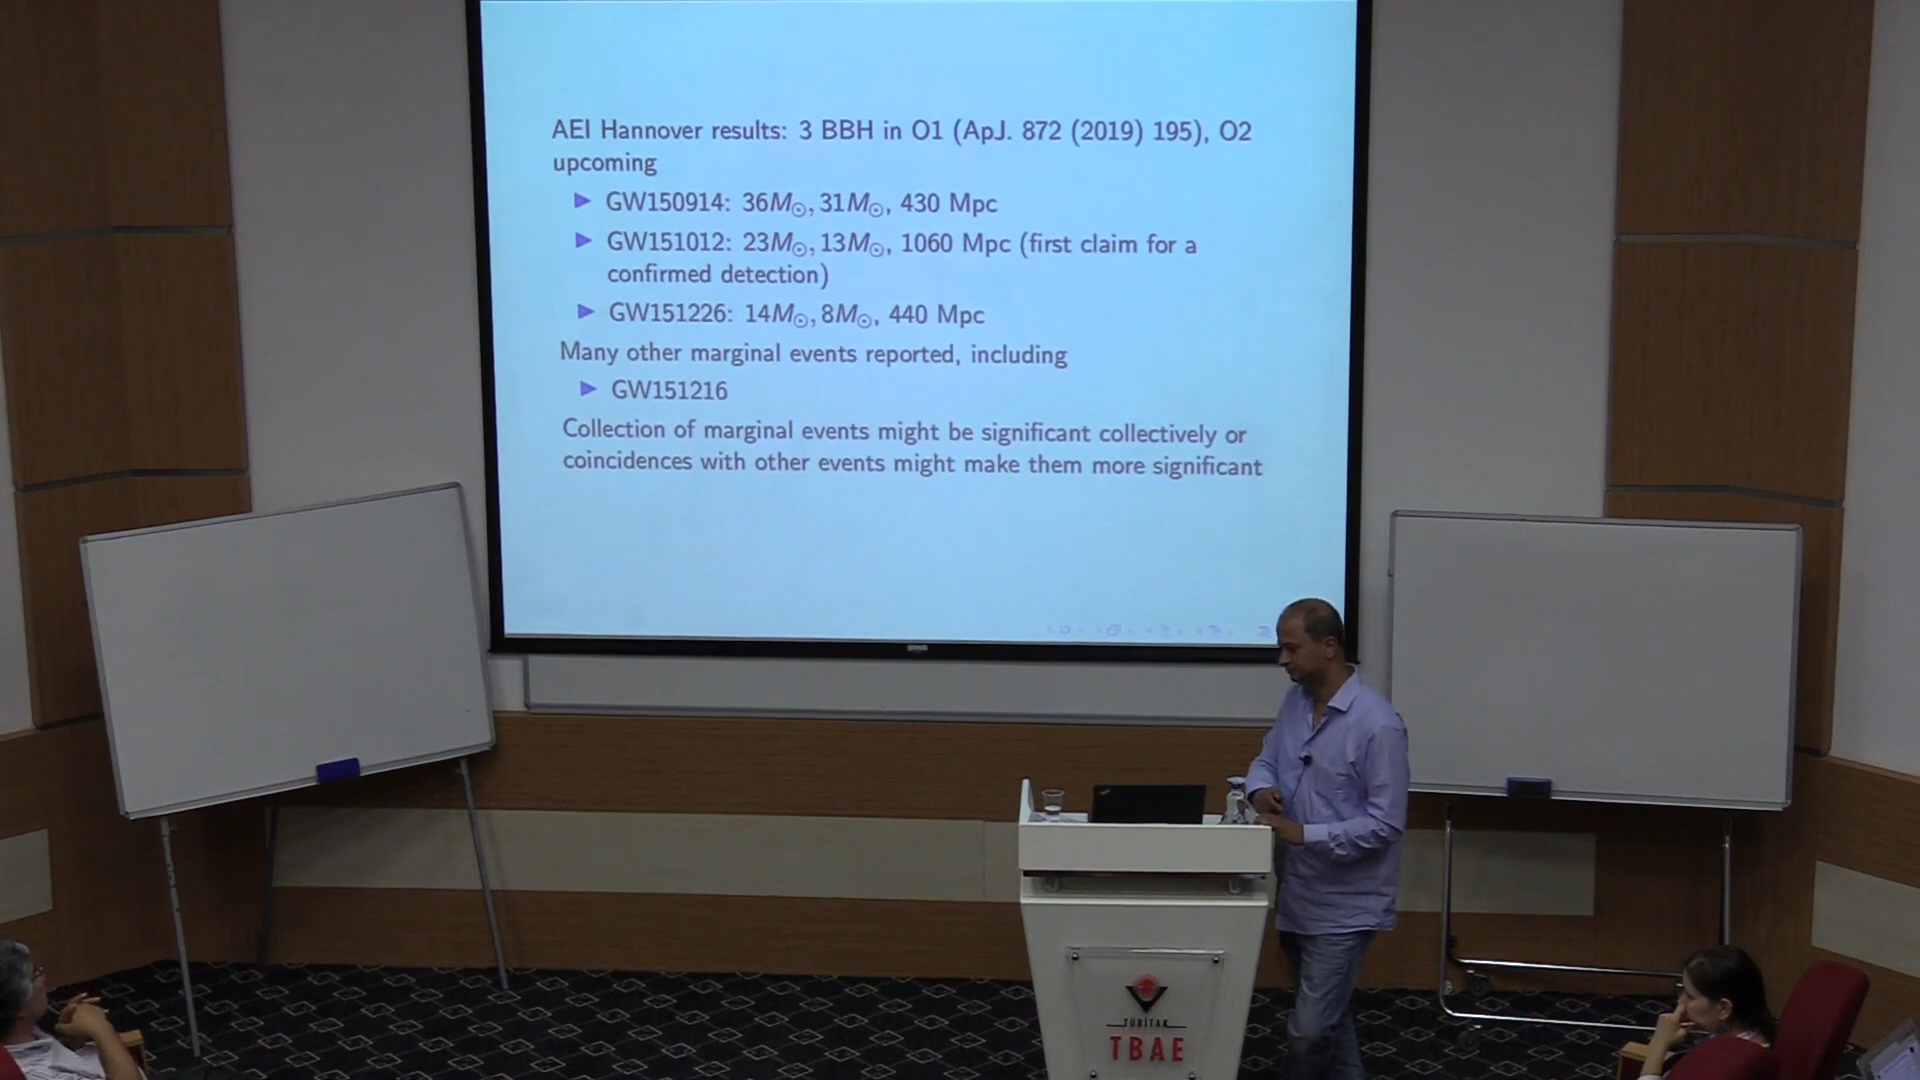 AEI Hannover results: 3 BBH in O1 (ApJ. 872 (2019) 195), O2
upcoming
▶ GW150914: 36M⊙, 31M⊙, 430 Mpc
▶ GW151012: 23M⊙, 13M⊙, 1060 Mpc (first claim for a
confirmed detection)
▶ GW151226: 14M⊙, 8M⊙, 440 Mpc
Many other marginal events reported, including
▶ GW151216
Collection of marginal events might be significant collectively or
coincidences with other events might make them more significant
TÜBİTAK
TBAE